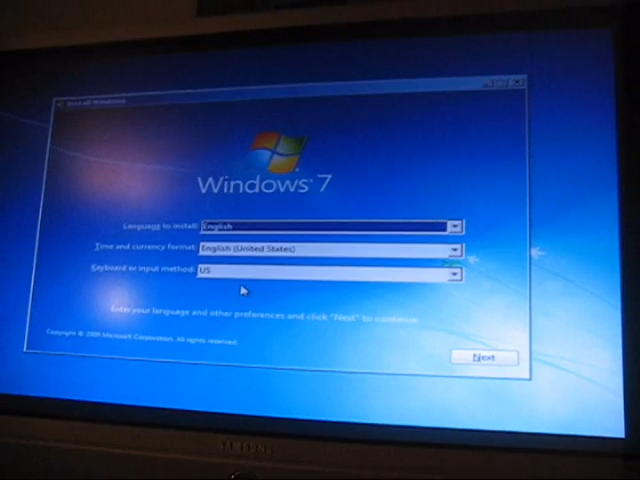 Install Windows
Windows 7
Language to install: English
Time and currency format: English (United States)
Keyboard or input method: US
Enter your language and other preferences and click "Next" to continue.
Copyright © 2009 Microsoft Corporation. All rights reserved.
Next